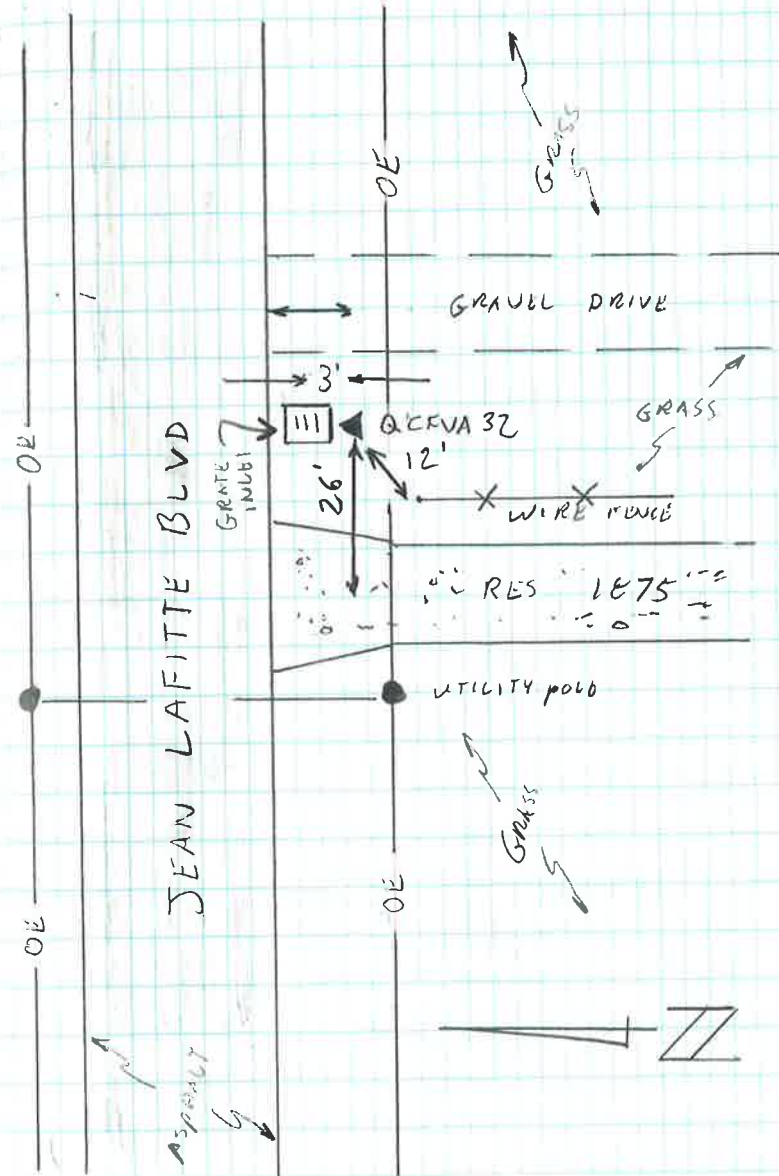 OE
OE
OE
OE
GRASS
GRAVEL DRIVE
3'
JEAN LAFITTE BLVD
GRATE
INLET
QCFVA 32
12'
26'
GRASS
WIRE FENCE
RES 1875
UTILITY POLE
GRASS
ASPHALT
N